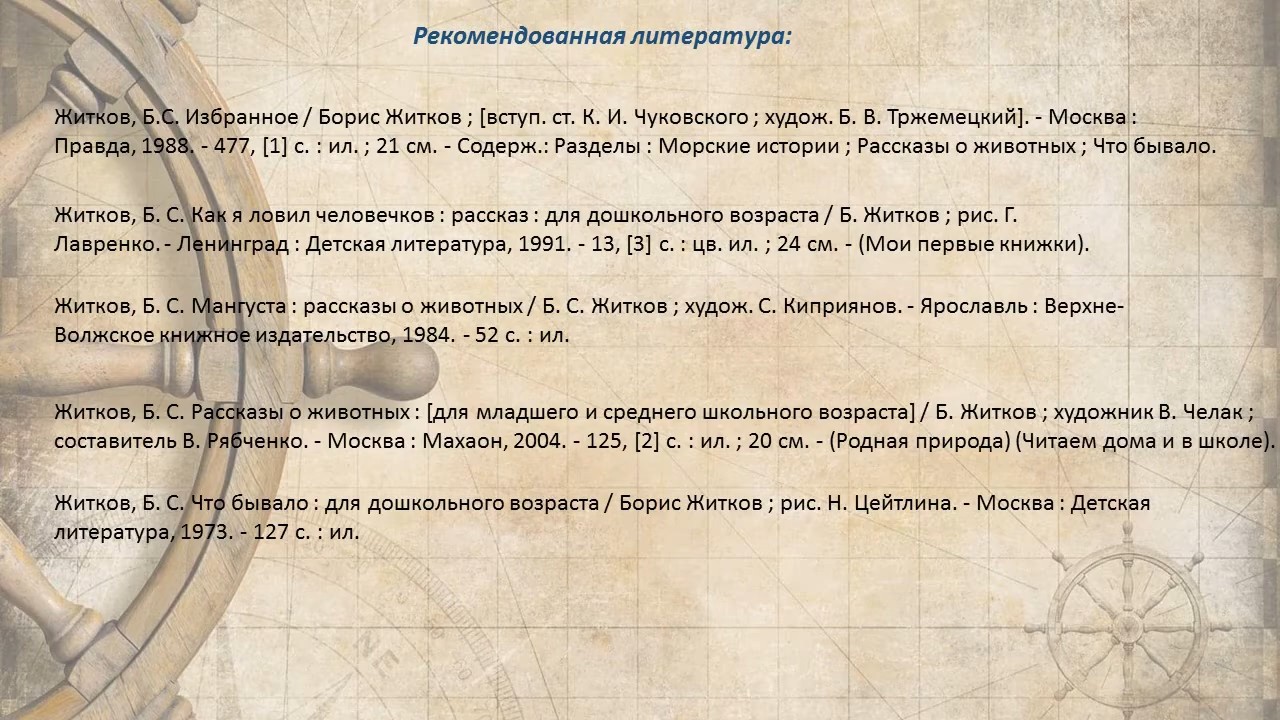 Рекомендованная литература:
Житков, Б.С. Избранное / Борис Житков ; [вступ. ст. К. И. Чуковского ; худож. Б. В. Тржемецкий]. - Москва :
Правда, 1988. - 477, [1] с. : ил. ; 21 см. - Содерж.: Разделы : Морские истории ; Рассказы о животных ; Что бывало.
Житков, Б. С. Как я ловил человечков : рассказ : для дошкольного возраста / Б. Житков ; рис. Г.
Лавренко. - Ленинград : Детская литература, 1991. - 13, [3] с. : цв. ил. ; 24 см. - (Мои первые книжки).
Житков, Б. С. Мангуста : рассказы о животных / Б. С. Житков ; худож. С. Киприянов. - Ярославль : Верхне-
Волжское книжное издательство, 1984. - 52 с. : ил.
Житков, Б. С. Рассказы о животных : [для младшего и среднего школьного возраста] / Б. Житков ; художник В. Челак ;
составитель В. Рябченко. - Москва : Махаон, 2004. - 125, [2] с. : ил. ; 20 см. - (Родная природа) (Читаем дома и в школе).
Житков, Б. С. Что бывало : для дошкольного возраста / Борис Житков ; рис. Н. Цейтлина. - Москва : Детская
литература, 1973. - 127 с. : ил.
NE